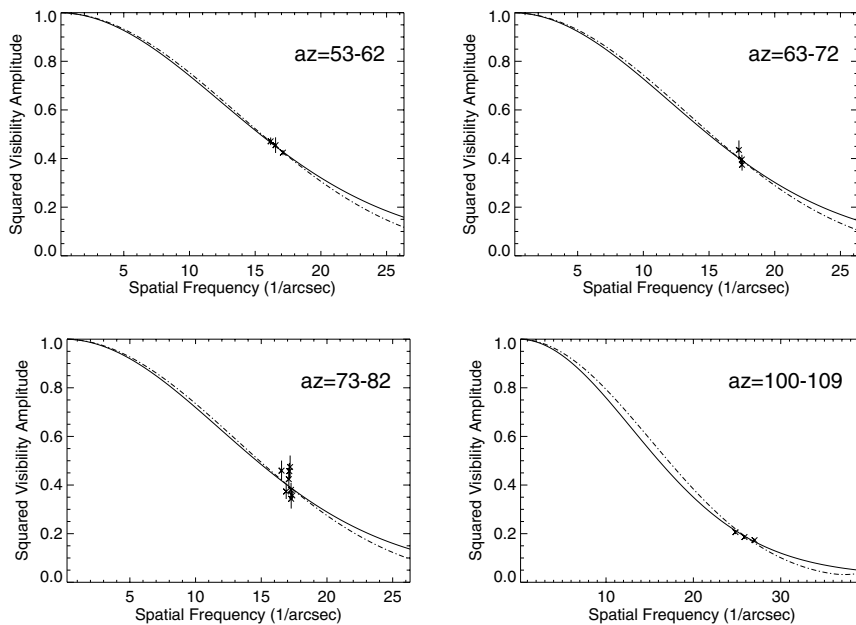 1.0
0.8
0.6
0.4
0.2
0.0
Squared Visibility Amplitude
az=53-62
5 10 15 20 25
Spatial Frequency (1/arcsec)
1.0
0.8
0.6
0.4
0.2
0.0
Squared Visibility Amplitude
az=63-72
5 10 15 20 25
Spatial Frequency (1/arcsec)
1.0
0.8
0.6
0.4
0.2
0.0
Squared Visibility Amplitude
az=73-82
5 10 15 20 25
Spatial Frequency (1/arcsec)
1.0
0.8
0.6
0.4
0.2
0.0
Squared Visibility Amplitude
az=100-109
10 20 30
Spatial Frequency (1/arcsec)